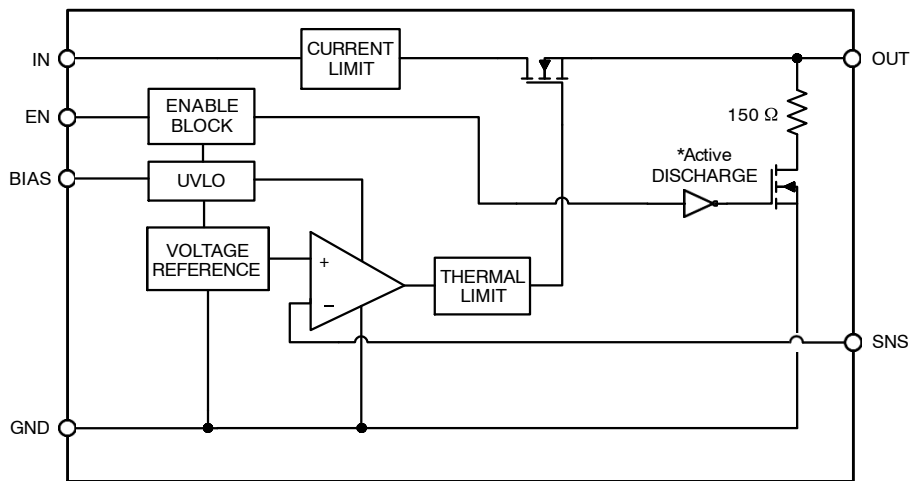 IN
CURRENT
LIMIT
OUT
EN
ENABLE
BLOCK
150 Ω
*Active
DISCHARGE
BIAS
UVLO
VOLTAGE
REFERENCE
+
−
THERMAL
LIMIT
SNS
GND